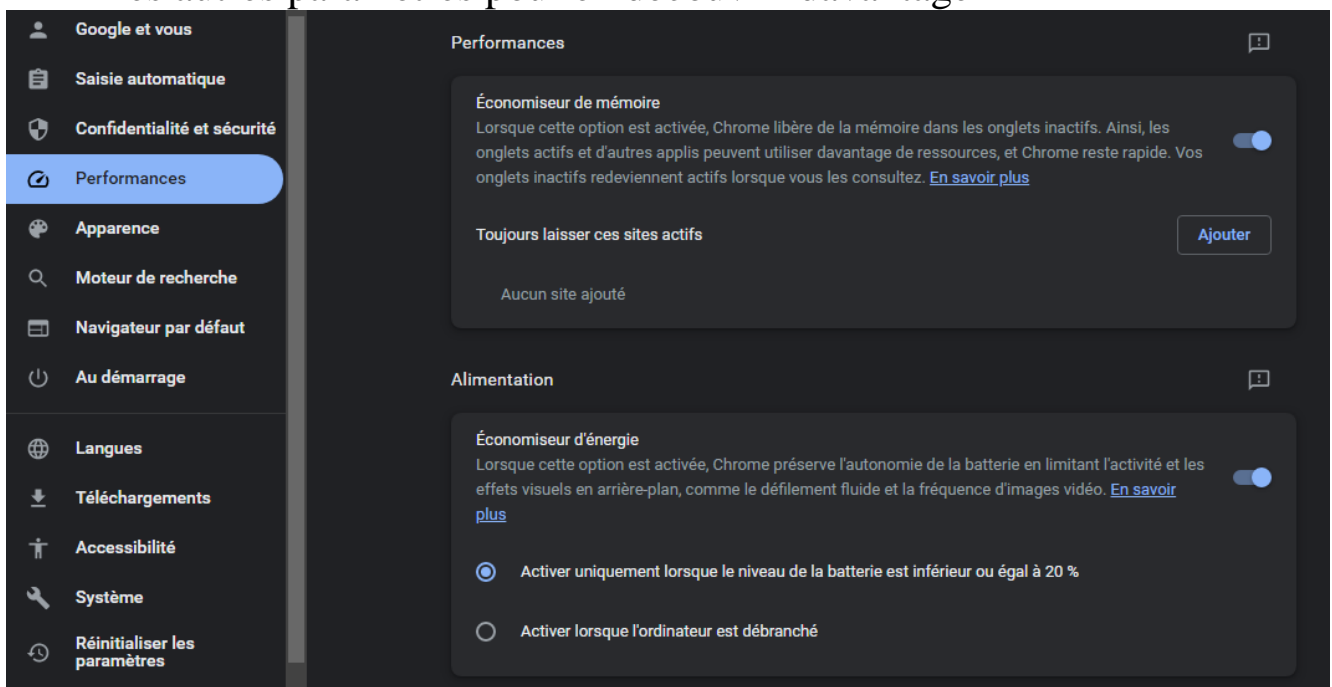 Google et vous
Saisie automatique
Confidentialité et sécurité
Performances
Apparence
Moteur de recherche
Navigateur par défaut
Au démarrage
Langues
Téléchargements
Accessibilité
Système
Réinitialiser les
paramètres
Performances
Économiseur de mémoire
Lorsque cette option est activée, Chrome libère de la mémoire dans les onglets inactifs. Ainsi, les
onglets actifs et d'autres applis peuvent utiliser davantage de ressources, et Chrome reste rapide. Vos
onglets inactifs redeviennent actifs lorsque vous les consultez. En savoir plus
Toujours laisser ces sites actifs
Ajouter
Aucun site ajouté
Alimentation
Économiseur d'énergie
Lorsque cette option est activée, Chrome préserve l'autonomie de la batterie en limitant l'activité et les
effets visuels en arrière-plan, comme le défilement fluide et la fréquence d'images vidéo. En savoir
plus
Activer uniquement lorsque le niveau de la batterie est inférieur ou égal à 20 %
Activer lorsque l'ordinateur est débranché